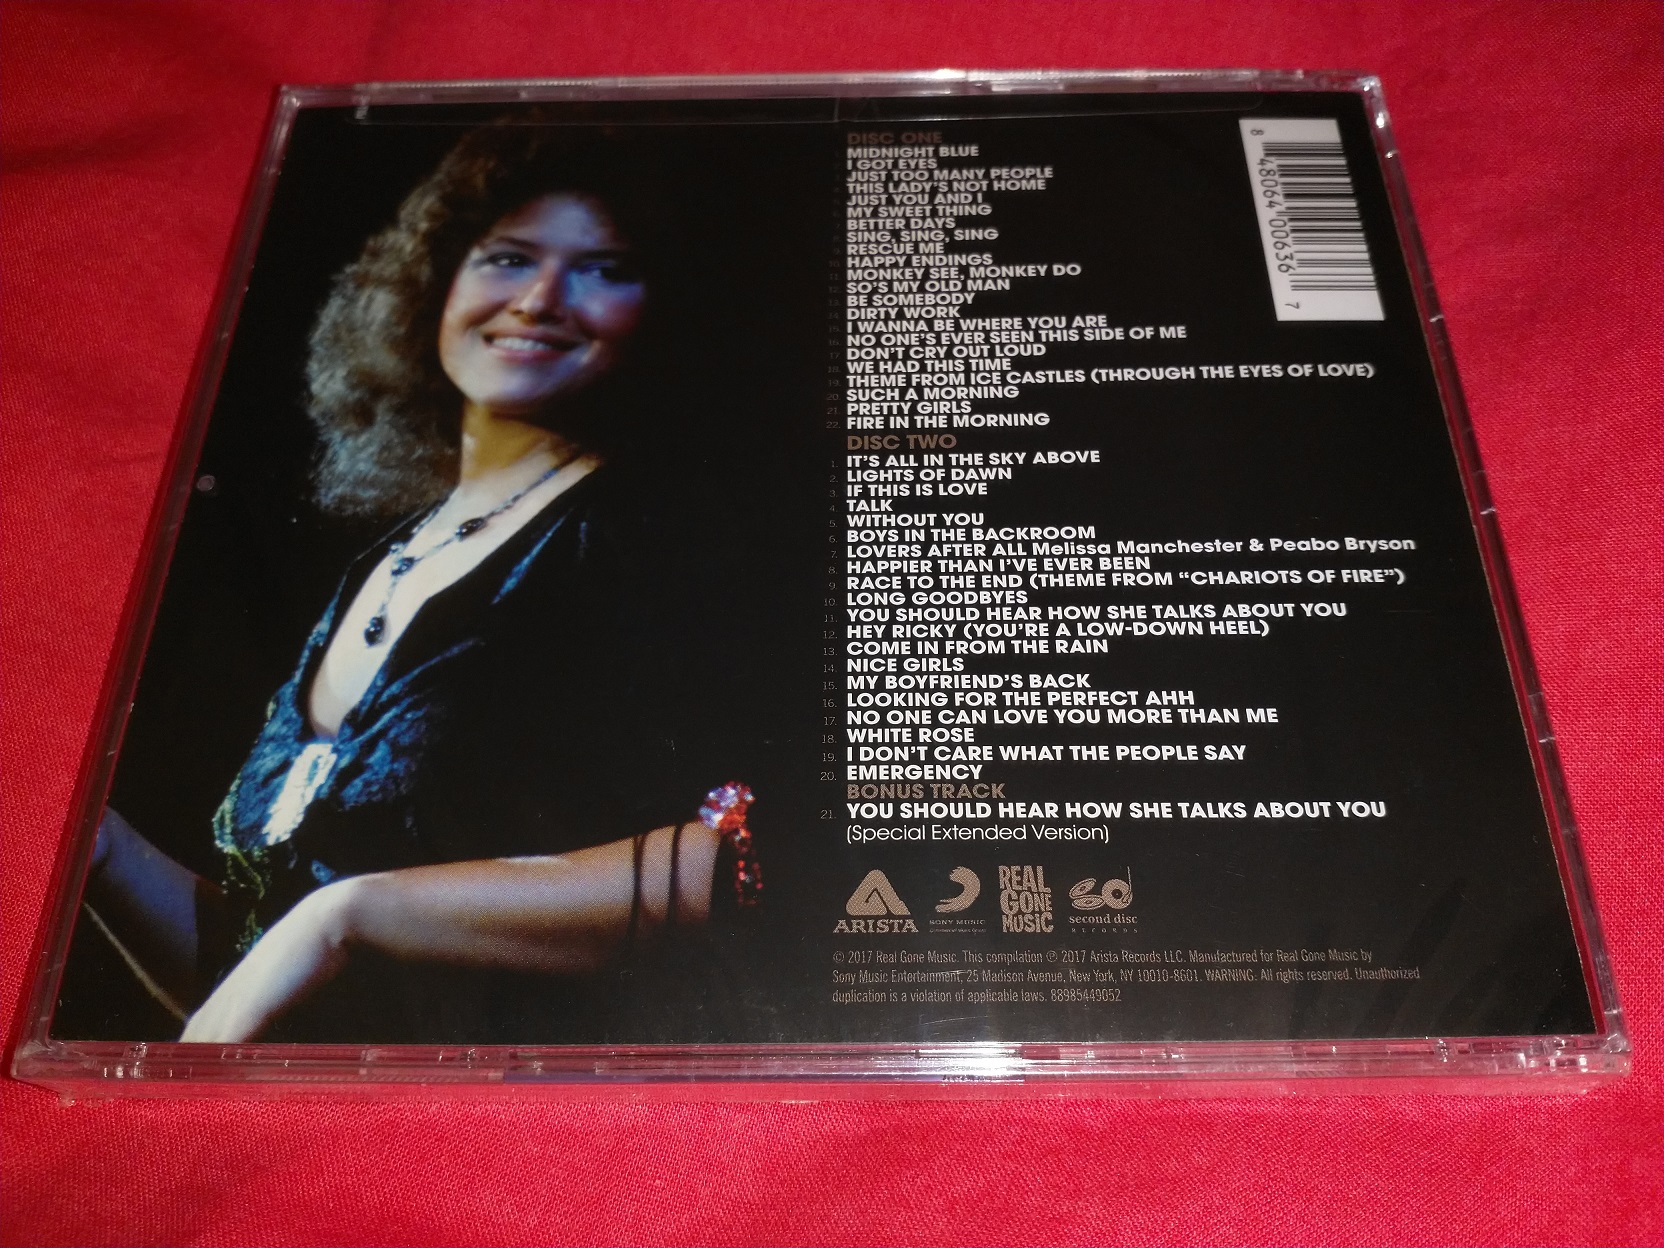 DISC ONE
MIDNIGHT BLUE
I GOT EYES
JUST TOO MANY PEOPLE
THIS LADY'S NOT HOME
JUST YOU AND I
MY SWEET THING
BETTER DAYS
SING, SING, SING
RESCUE ME
10. HAPPY ENDINGS
11. MONKEY SEE, MONKEY DO
12. SO'S MY OLD MAN
13. BE SOMEBODY
14. DIRTY WORK
15. I WANNA BE WHERE YOU ARE
16. NO ONE'S EVER SEEN THIS SIDE OF ME
17. DON'T CRY OUT LOUD
18. WE HAD THIS TIME
19. THEME FROM ICE CASTLES (THROUGH THE EYES OF LOVE)
20. SUCH A MORNING
21. PRETTY GIRLS
22. FIRE IN THE MORNING
DISC TWO
1. IT'S ALL IN THE SKY ABOVE
2. LIGHTS OF DAWN
3. IF THIS IS LOVE
4. TALK
5. WITHOUT YOU
6. BOYS IN THE BACKROOM
7. LOVERS AFTER ALL Melissa Manchester & Peabo Bryson
8. HAPPIER THAN I'VE EVER BEEN
9. RACE TO THE END (THEME FROM “CHARIOTS OF FIRE”)
10. LONG GOODBYES
11. YOU SHOULD HEAR HOW SHE TALKS ABOUT YOU
12. HEY RICKY (YOU'RE A LOW-DOWN HEEL)
13. COME IN FROM THE RAIN
14. NICE GIRLS
15. MY BOYFRIEND'S BACK
16. LOOKING FOR THE PERFECT AHH
17. NO ONE CAN LOVE YOU MORE THAN ME
18. WHITE ROSE
19. I DON'T CARE WHAT THE PEOPLE SAY
20. EMERGENCY
BONUS TRACK
21. YOU SHOULD HEAR HOW SHE TALKS ABOUT YOU
(Special Extended Version)
8 48064 00636 7
ARISTA
SONY MUSIC
REAL
GONE
MUSIC
second disc
RECORDS
© 2017 Real Gone Music. This compilation ℗ 2017 Arista Records LLC. Manufactured for Real Gone Music by
Sony Music Entertainment, 25 Madison Avenue, New York, NY 10010-8601. WARNING: All rights reserved. Unauthorized
duplication is a violation of applicable laws. 88985449052